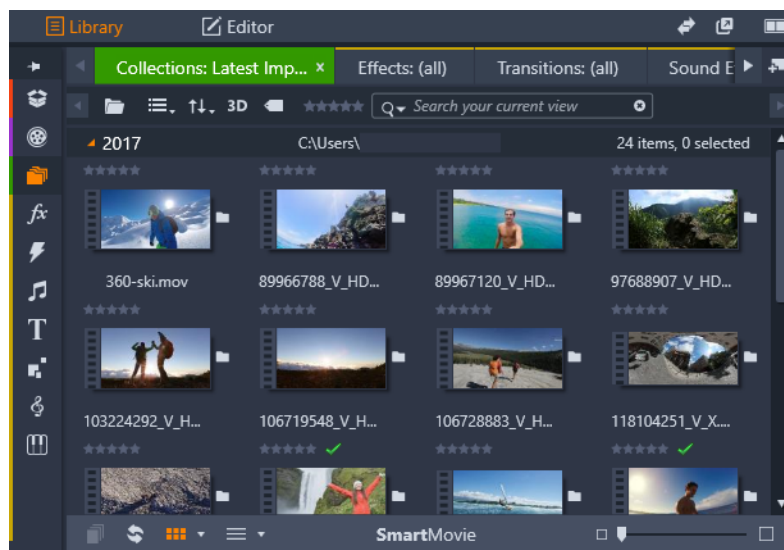 Library Editor
Collections: Latest Imp... × Effects: (all) Transitions: (all) Sound E
3D Search your current view
2017 C:\Users\ 24 items, 0 selected
360-ski.mov 89966788_V_HD... 89967120_V_HD... 97688907_V_HD...
103224292_V_H... 106719548_V_H... 106728883_V_H... 118104251_V_X....
fx
T
SmartMovie